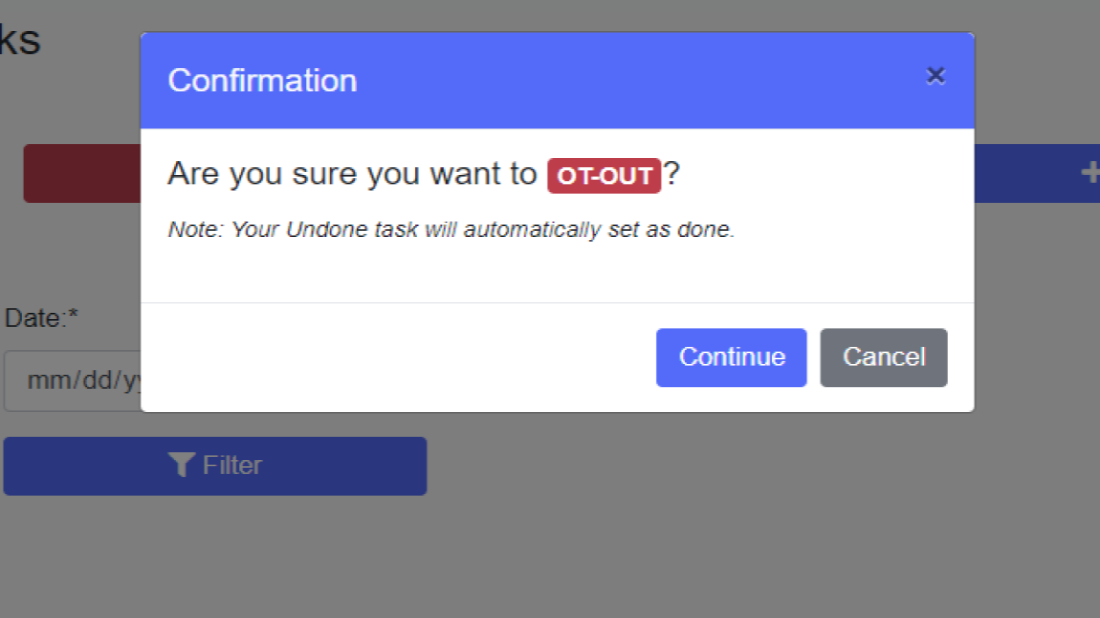 ks
Confirmation
×
Are you sure you want to OT-OUT?
Note: Your Undone task will automatically set as done.
Date:*
mm/dd/yy
Continue
Cancel
Filter